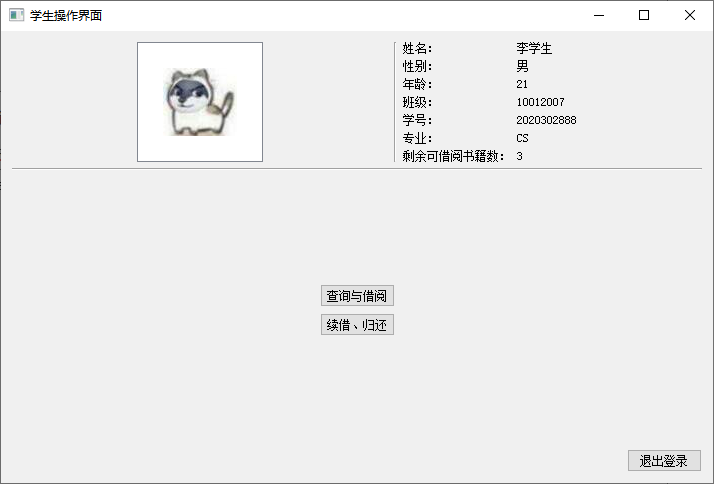 学生操作界面
姓名： 李学生
性别： 男
年龄： 21
班级： 10012007
学号： 2020302888
专业： CS
剩余可借阅书籍数： 3
查询与借阅
续借、归还
退出登录